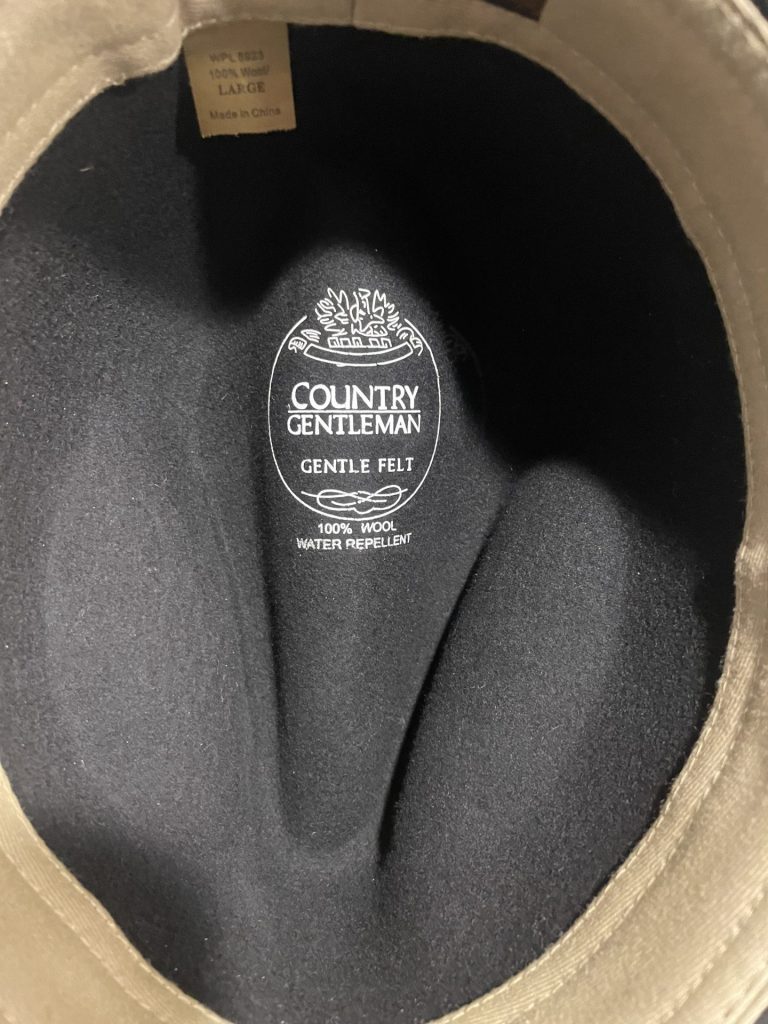 WPL 5923
100% Wool
LARGE
Made in China
COUNTRY
GENTLEMAN
GENTLE FELT
100% WOOL
WATER REPELLENT